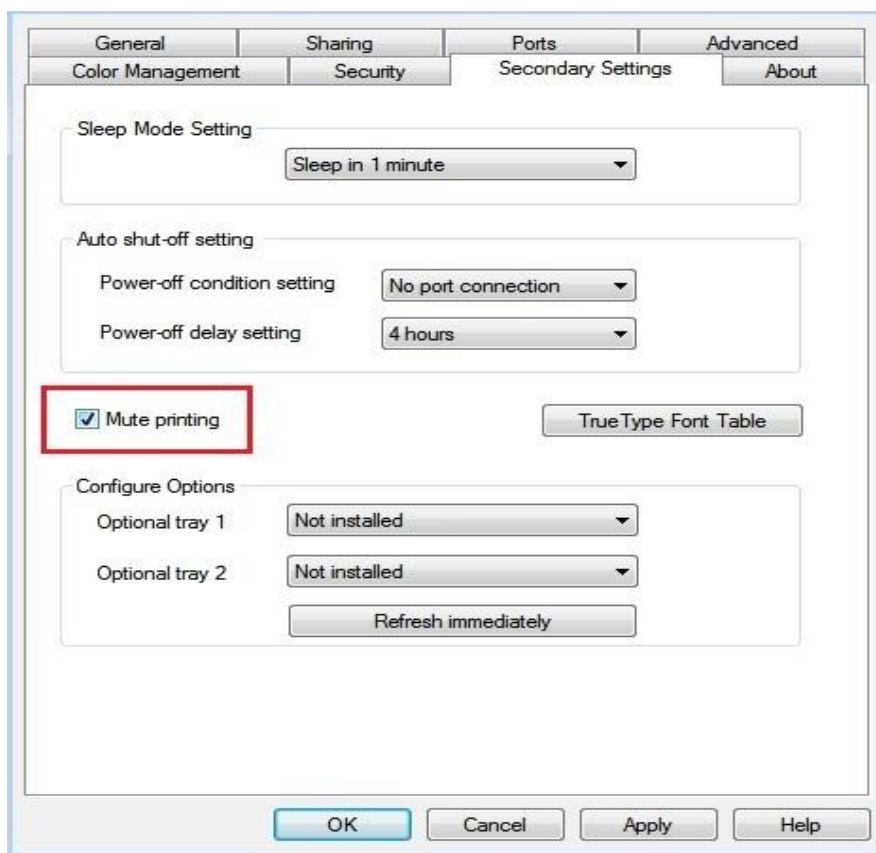 General Sharing Ports Advanced
Color Management Security Secondary Settings About
Sleep Mode Setting
Sleep in 1 minute
Auto shut-off setting
Power-off condition setting No port connection
Power-off delay setting 4 hours
Mute printing TrueType Font Table
Configure Options
Optional tray 1 Not installed
Optional tray 2 Not installed
Refresh immediately
OK Cancel Apply Help